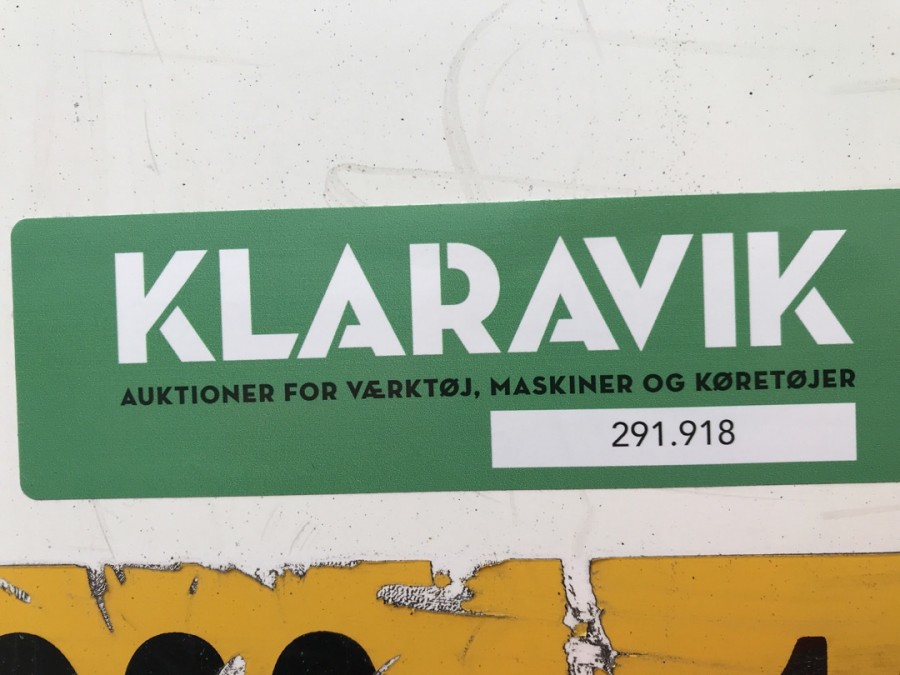 KLARAVIK
AUKTIONER FOR VÆRKTØJ, MASKINER OG KØRETØJER
291.918